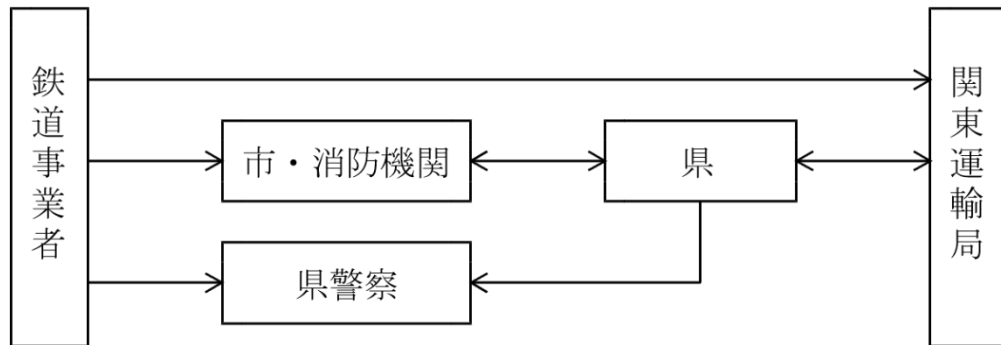 鉄道事業者
市・消防機関
県
県警察
関東運輸局